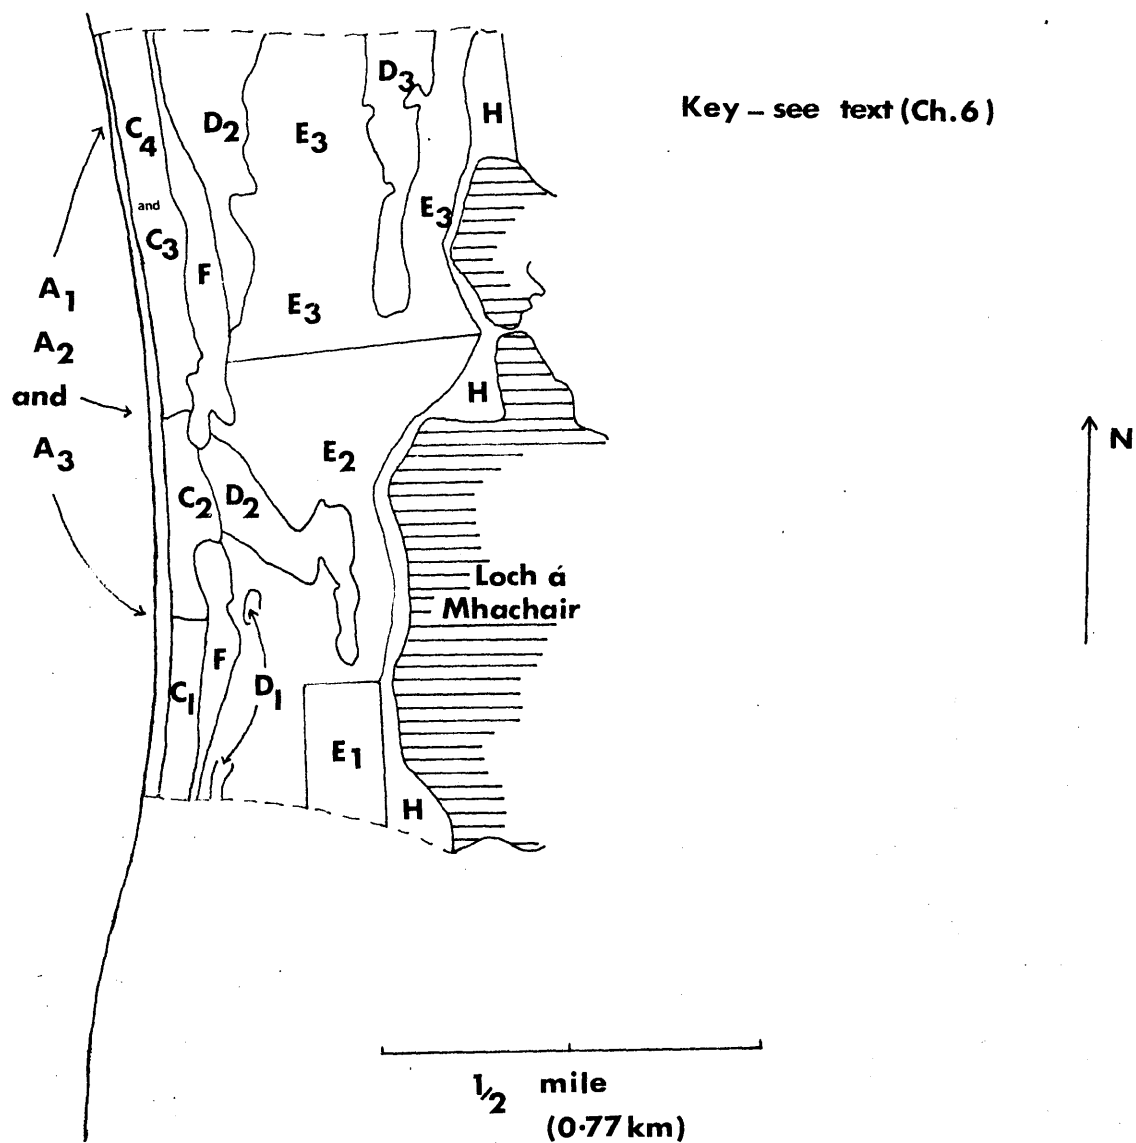 Key – see text (Ch.6)
D3
H
C4
D2
E3
and
C3
E3
F
A1
E3
A2
and
H
A3
E2
C2
D2
N
Loch á
Mhachair
F
D1
C1
E1
H
1/2 mile
(0·77 km)